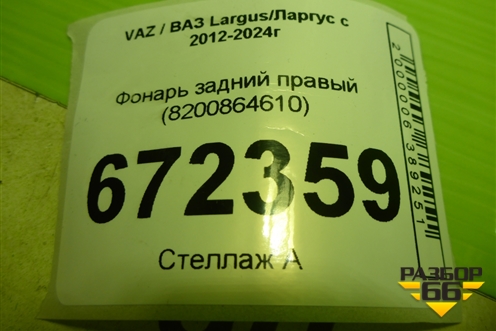 VAZ / ВАЗ Largus/Ларгус с
2012-2024г
Фонарь задний правый
(8200864610)
672359
Стеллаж А
2000006389251
РАЗБОР
66